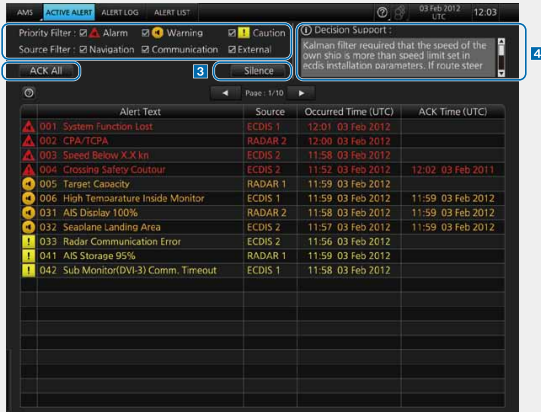 AMS ACTIVE ALERT ALERT LOG ALERT LIST 03 Feb 2012 UTC 12:03
Priority Filter : Alarm Warning Caution
Source Filter : Navigation Communication External
Decision Support :
Kalman filter required that the speed of the
own ship is more than speed limit set in
ecdis installation parameters. If route steer
4
ACK All 3 Silence
Page : 1/10
Alert Text Source Occurred Time (UTC) ACK Time (UTC)
001 System Function Lost ECDIS 1 12:01 03 Feb 2012
002 CPA/TCPA RADAR 2 12:00 03 Feb 2012
003 Speed Below X.X kn ECDIS 2 11:58 03 Feb 2012
004 Crossing Safety Coutour ECDIS 2 11:52 03 Feb 2012 12:02 03 Feb 2011
005 Target Capacity RADAR 1 11:59 03 Feb 2012
006 High Temparature Inside Monitor ECDIS 1 11:59 03 Feb 2012 11:59 03 Feb 2012
031 AIS Display 100% RADAR 2 11:58 03 Feb 2012 11:59 03 Feb 2012
032 Seaplane Landing Area ECDIS 2 11:57 03 Feb 2012 11:59 03 Feb 2012
033 Radar Communication Error ECDIS 2 11:56 03 Feb 2012
041 AIS Storage 95% RADAR 1 11:59 03 Feb 2012
042 Sub Monitor(DVI-3) Comm. Timeout ECDIS 1 11:58 03 Feb 2012